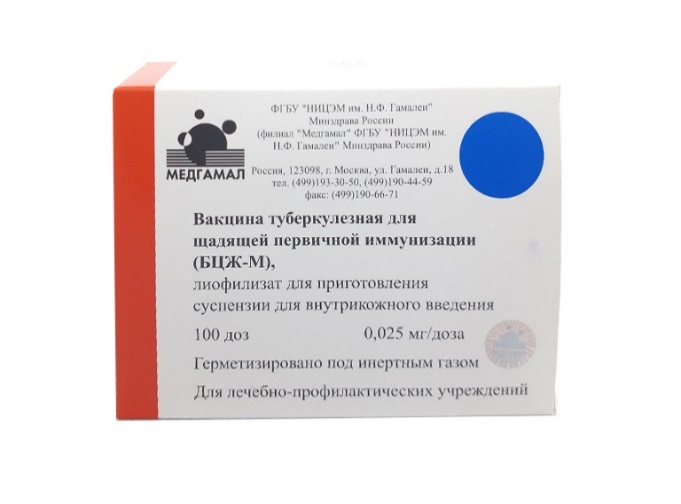 ФГБУ "НИЦЭМ им. Н.Ф. Гамалеи"
Минздрава России
(филиал "Медгамал" ФГБУ "НИЦЭМ им.
Н.Ф. Гамалеи" Минздрава России)
МЕДГАМАЛ
Россия, 123098, г. Москва, ул. Гамалеи, д.18
тел. (499)193-30-50, (499)190-44-59
факс: (499)190-66-71
Вакцина туберкулезная для
щадящей первичной иммунизации
(БЦЖ-М),
лиофилизат для приготовления
суспензии для внутрикожного введения
100 доз 0,025 мг/доза
Герметизировано под инертным газом
Для лечебно-профилактических учреждений